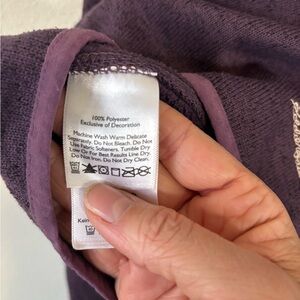 100% Polyester
Exclusive of Decoration
Machine Wash Warm Delicate
Separately. Do Not Bleach. Do Not
Use Fabric Softeners. Tumble Dry
Low Or For Best Results Line Dry.
Do Not Iron. Do Not Dry Clean.
Kein